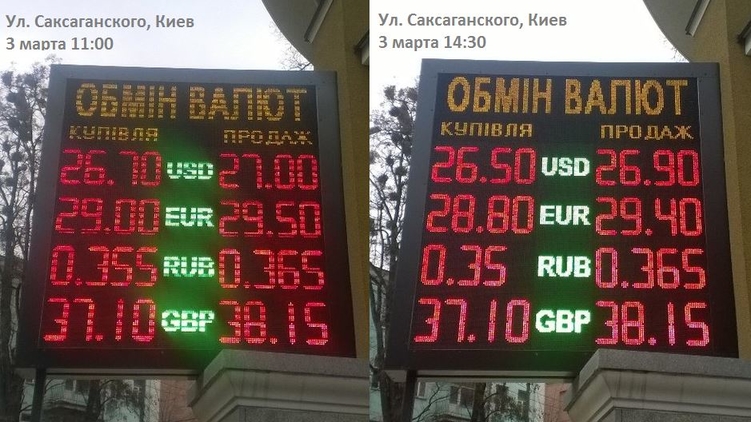 Ул. Саксаганского, Киев
3 марта 11:00
ОБМІН ВАЛЮТ
КУПІВЛЯ ПРОДАЖ
26.70 USD 27.00
29.00 EUR 29.50
0.355 RUB 0.365
37.10 GBP 38.15
Ул. Саксаганского, Киев
3 марта 14:30
ОБМІН ВАЛЮТ
КУПІВЛЯ ПРОДАЖ
26.50 USD 26.90
28.80 EUR 29.40
0.35 RUB 0.365
37.10 GBP 38.15